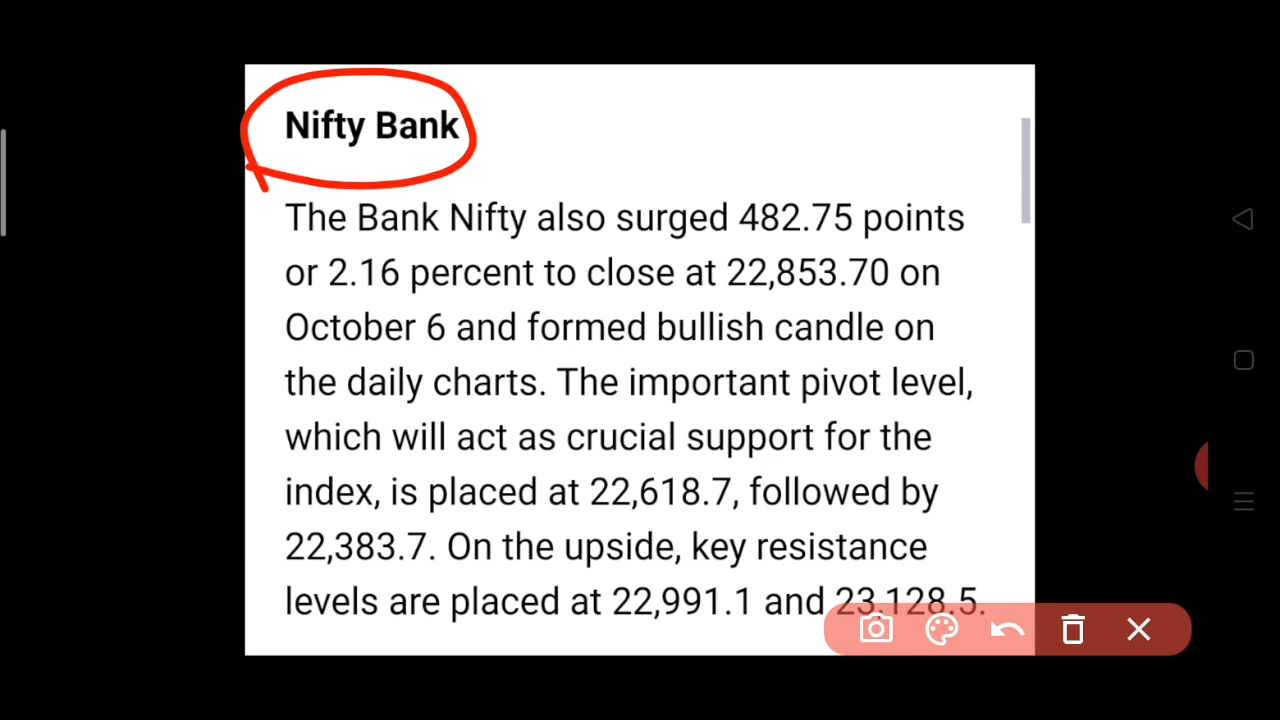 Nifty Bank
The Bank Nifty also surged 482.75 points
or 2.16 percent to close at 22,853.70 on
October 6 and formed bullish candle on
the daily charts. The important pivot level,
which will act as crucial support for the
index, is placed at 22,618.7, followed by
22,383.7. On the upside, key resistance
levels are placed at 22,991.1 and 23,128.5.